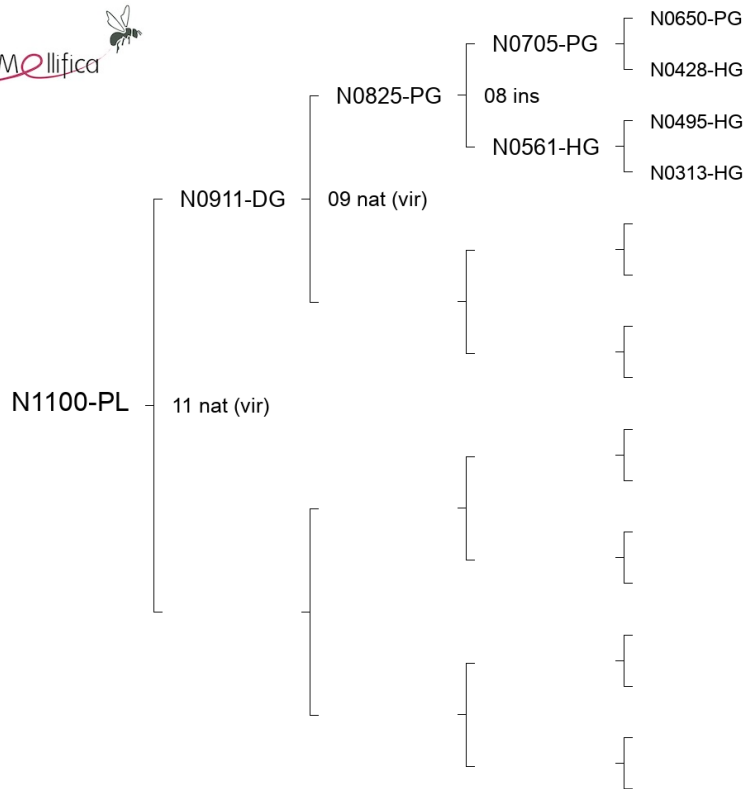 Mellifica
N0650-PG
N0705-PG
N0428-HG
N0825-PG
08 ins
N0495-HG
N0561-HG
N0313-HG
N0911-DG
09 nat (vir)
N1100-PL
11 nat (vir)